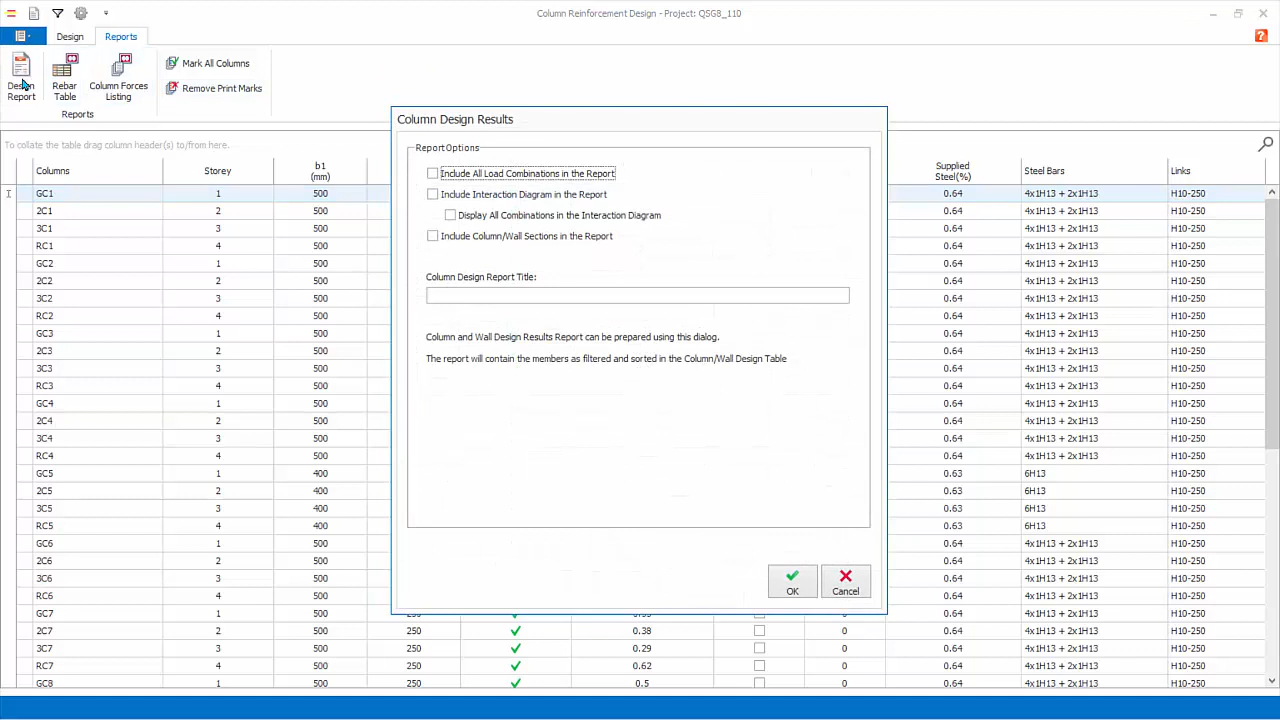 Column Reinforcement Design - Project: QSG8_110
Design Reports
Design Report
Rebar Table
Column Forces Listing
Mark All Columns
Remove Print Marks
Reports
To collate the table drag column header(s) to/from here.
Columns Storey b1 (mm) Supplied Steel(%) Steel Bars Links
GC1 1 500 0.64 4x1H13 + 2x1H13 H10-250
2C1 2 500 0.64 4x1H13 + 2x1H13 H10-250
3C1 3 500 0.64 4x1H13 + 2x1H13 H10-250
RC1 4 500 0.64 4x1H13 + 2x1H13 H10-250
GC2 1 500 0.64 4x1H13 + 2x1H13 H10-250
2C2 2 500 0.64 4x1H13 + 2x1H13 H10-250
3C2 3 500 0.64 4x1H13 + 2x1H13 H10-250
RC2 4 500 0.64 4x1H13 + 2x1H13 H10-250
GC3 1 500 0.64 4x1H13 + 2x1H13 H10-250
2C3 2 500 0.64 4x1H13 + 2x1H13 H10-250
3C3 3 500 0.64 4x1H13 + 2x1H13 H10-250
RC3 4 500 0.64 4x1H13 + 2x1H13 H10-250
GC4 1 500 0.64 4x1H13 + 2x1H13 H10-250
2C4 2 500 0.64 4x1H13 + 2x1H13 H10-250
3C4 3 500 0.64 4x1H13 + 2x1H13 H10-250
RC4 4 500 0.64 4x1H13 + 2x1H13 H10-250
GC5 1 400 0.63 6H13 H10-250
2C5 2 400 0.63 6H13 H10-250
3C5 3 400 0.63 6H13 H10-250
RC5 4 400 0.63 6H13 H10-250
GC6 1 500 0.64 4x1H13 + 2x1H13 H10-250
2C6 2 500 0.64 4x1H13 + 2x1H13 H10-250
3C6 3 500 0.64 4x1H13 + 2x1H13 H10-250
RC6 4 500 0.64 4x1H13 + 2x1H13 H10-250
GC7 1 500 0.64 4x1H13 + 2x1H13 H10-250
2C7 2 500 250 0.38 0 0.64 4x1H13 + 2x1H13 H10-250
3C7 3 500 250 0.29 0 0.64 4x1H13 + 2x1H13 H10-250
RC7 4 500 250 0.62 0 0.64 4x1H13 + 2x1H13 H10-250
GC8 1 500 250 0.5 0 0.64 4x1H13 + 2x1H13 H10-250
Column Design Results
Report Options
Include All Load Combinations in the Report
Include Interaction Diagram in the Report
Display All Combinations in the Interaction Diagram
Include Column/Wall Sections in the Report
Column Design Report Title:
Column and Wall Design Results Report can be prepared using this dialog.
The report will contain the members as filtered and sorted in the Column/Wall Design Table
OK Cancel